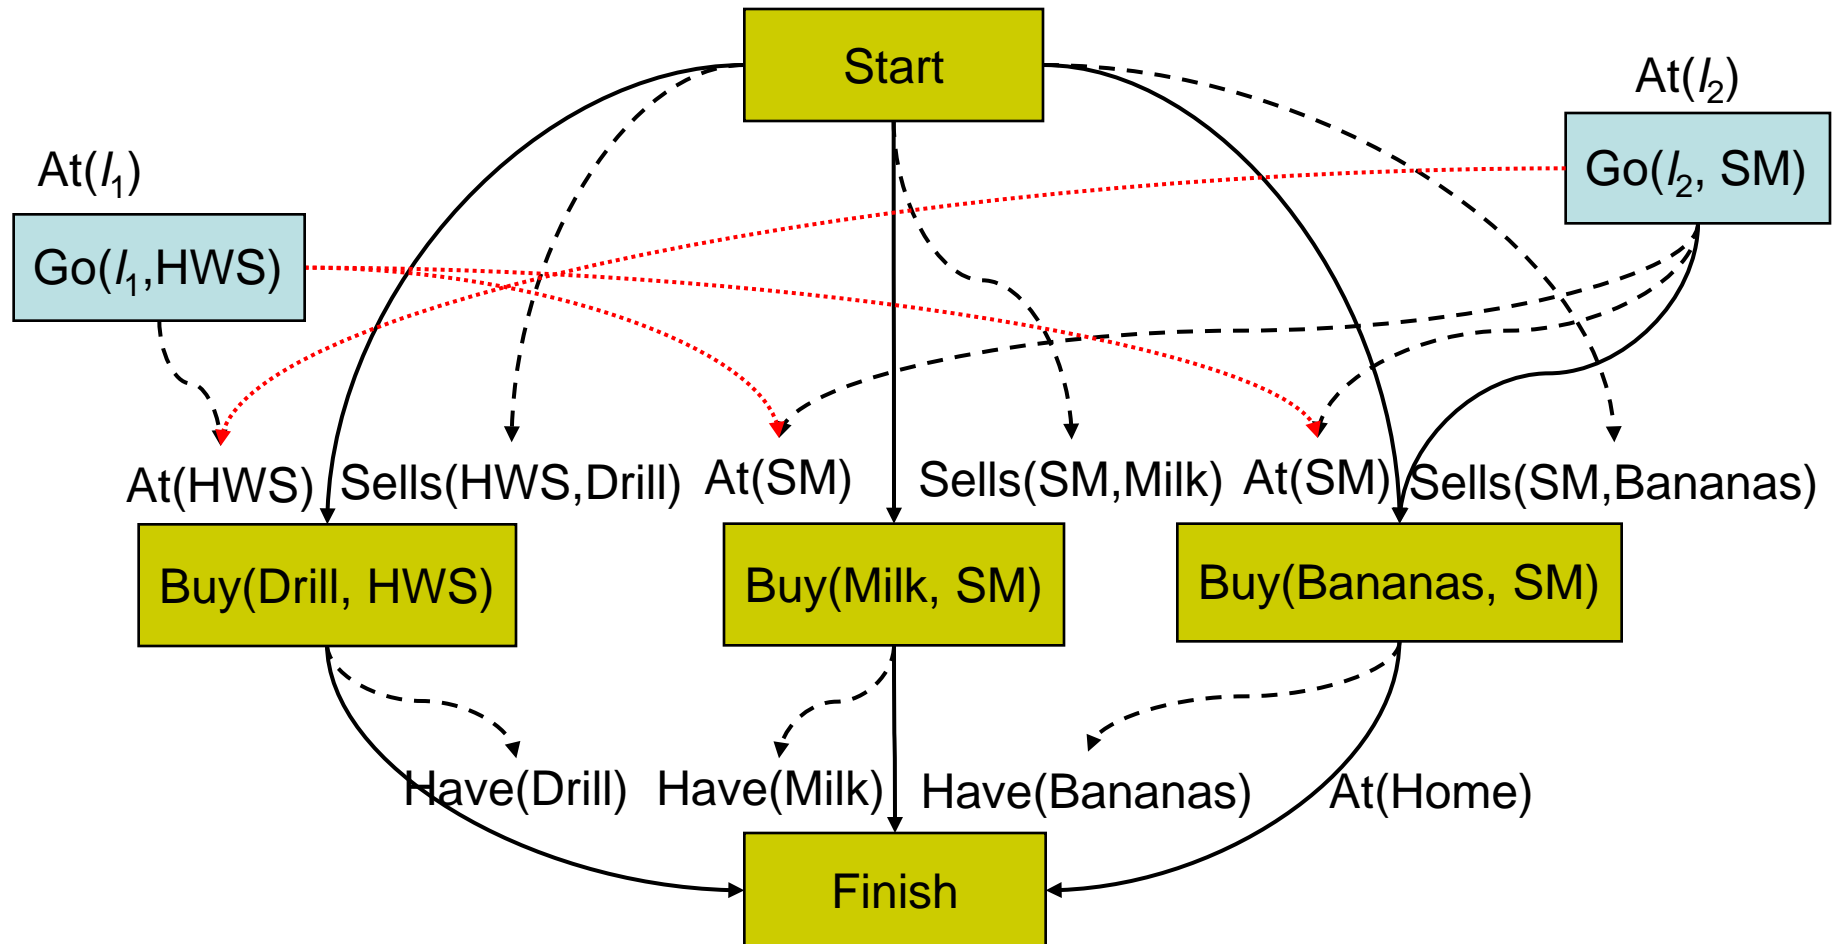 Start
At(l₂)
Go(l₂, SM)
At(l₁)
Go(l₁,HWS)
At(HWS) Sells(HWS,Drill) At(SM) Sells(SM,Milk) At(SM) Sells(SM,Bananas)
Buy(Drill, HWS) Buy(Milk, SM) Buy(Bananas, SM)
Have(Drill) Have(Milk) Have(Bananas) At(Home)
Finish